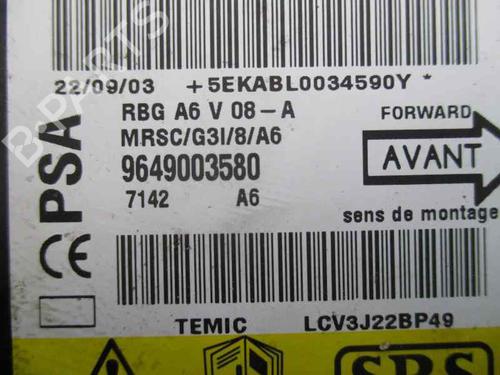 22/09/03 +5EKABL0034590Y *
RBG A6 V 08-A
MRSC/G3I/8/A6
9649003580
7142 A6
FORWARD
AVANT
sens de montage
PSA
CE
TEMIC LCV3J22BP49
SRS
B-PARTS